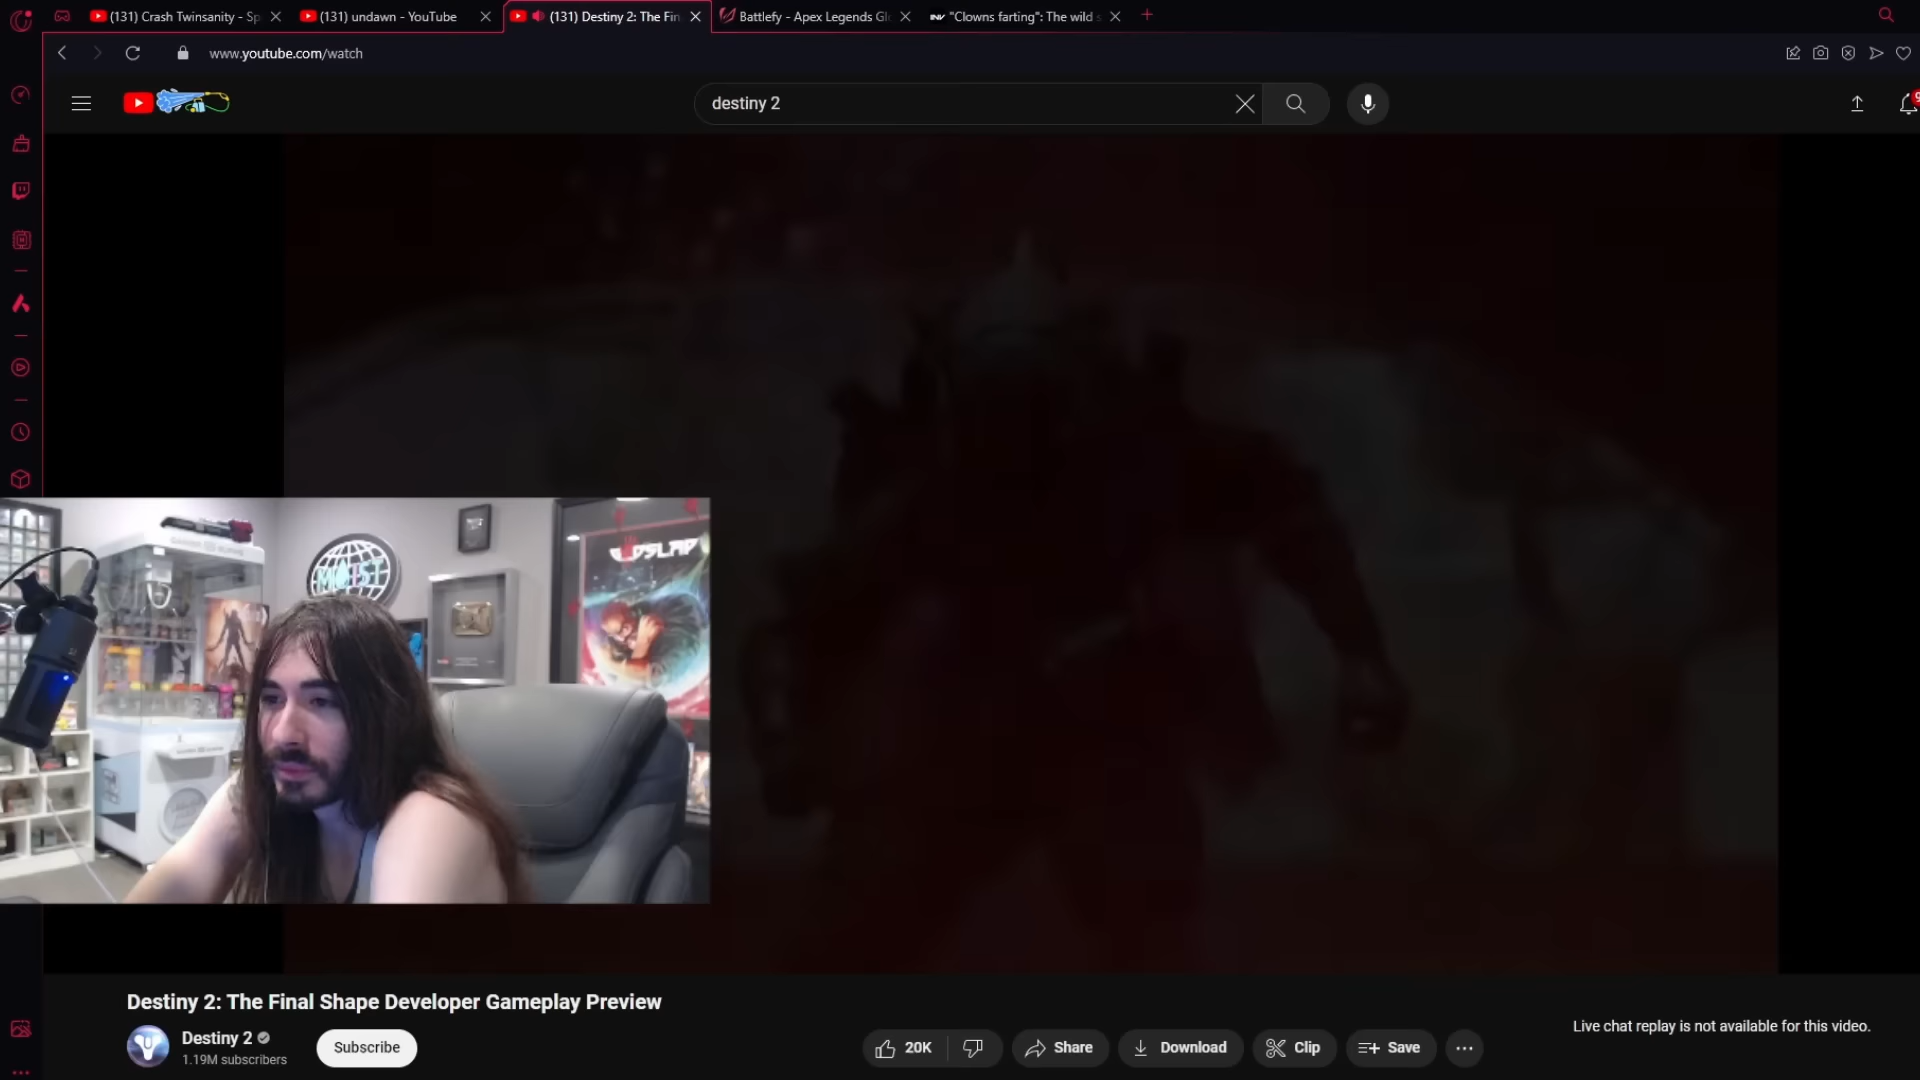 (131) Crash Twinsanity - Sp
(131) undawn - YouTube
(131) Destiny 2: The Fin
Battlefy - Apex Legends Gl
"Clowns farting": The wild s
www.youtube.com/watch
destiny 2
9
MOIST
Destiny 2: The Final Shape Developer Gameplay Preview
Destiny 2
1.19M subscribers
Subscribe
20K
Share
Download
Clip
Save
Live chat replay is not available for this video.